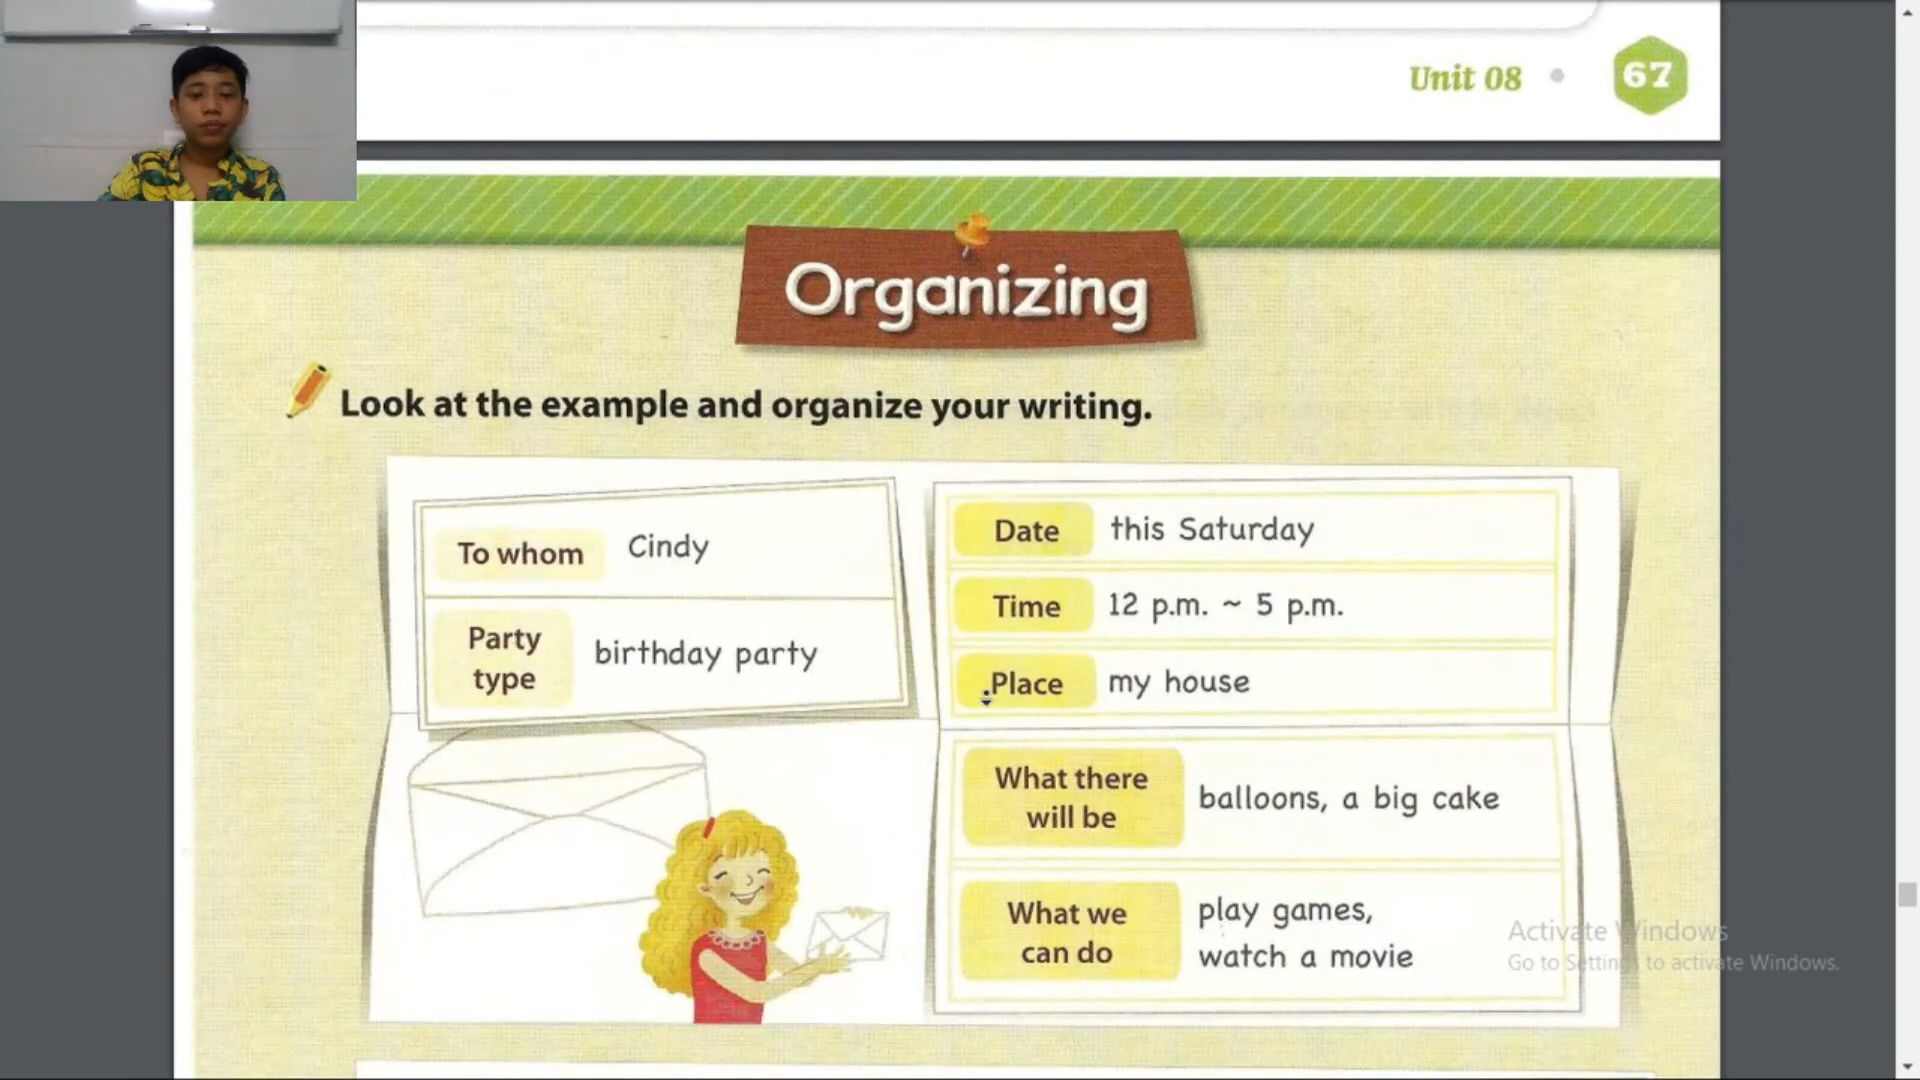 Unit 08
67
Organizing
Look at the example and organize your writing.
To whom Cindy
Party type birthday party
Date this Saturday
Time 12 p.m. ~ 5 p.m.
Place my house
What there will be balloons, a big cake
What we can do play games, watch a movie
Activate Windows
Go to Settings to activate Windows.